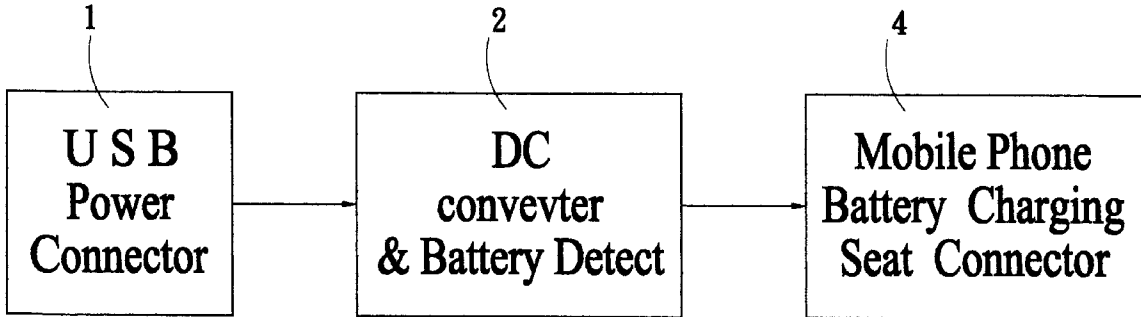 1
2
4
U S B
Power
Connector
DC
convevter
& Battery Detect
Mobile Phone
Battery Charging
Seat Connector